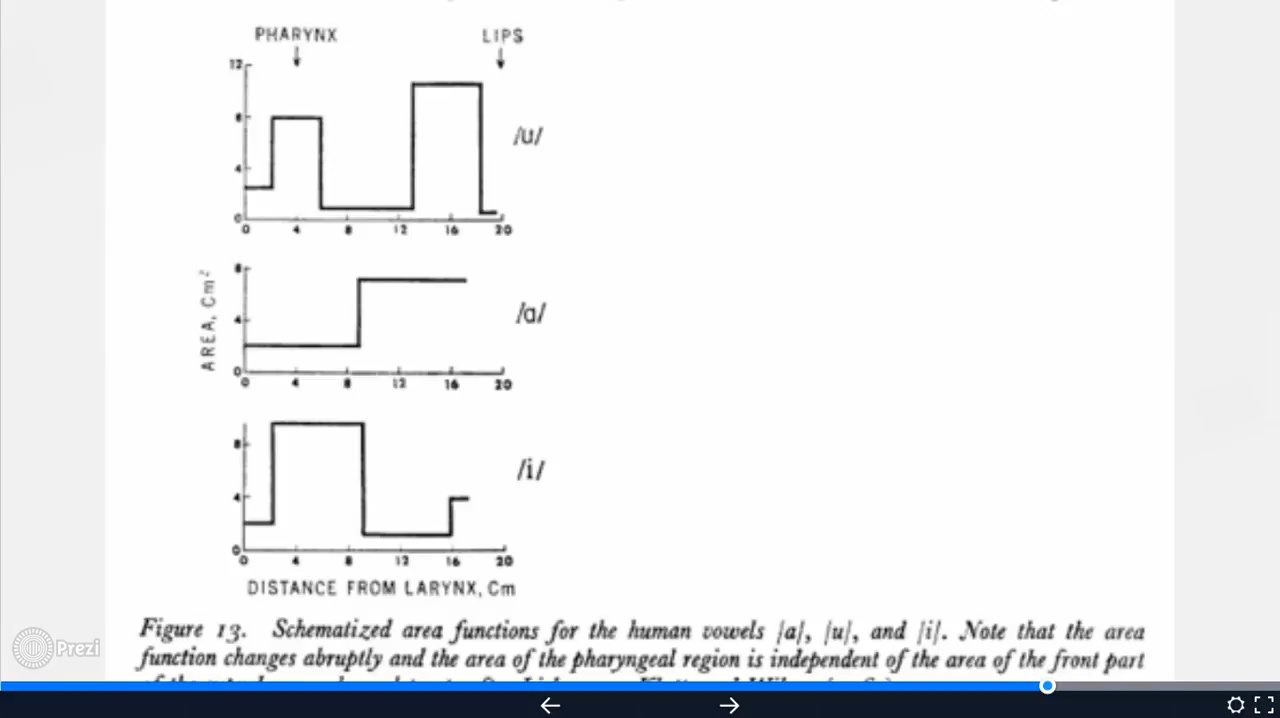 PHARYNX LIPS
12
8
4
0
0 4 8 12 16 20
/u/
8
4
0
0 4 8 12 16 20
/a/
AREA, Cm²
8
4
0
0 4 8 12 16 20
/i/
DISTANCE FROM LARYNX, Cm
Figure 13. Schematized area functions for the human vowels /a/, /u/, and /i/. Note that the area
function changes abruptly and the area of the pharyngeal region is independent of the area of the front part
Prezi